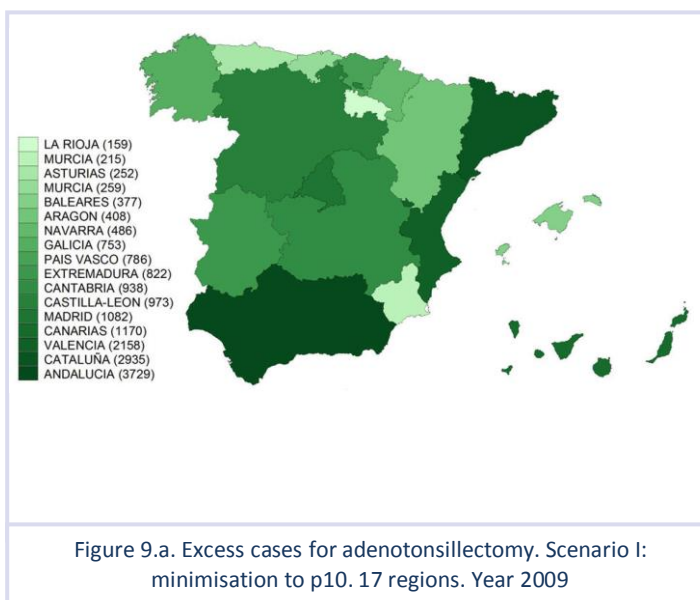 LA RIOJA (159)
MURCIA (215)
ASTURIAS (252)
MURCIA (259)
BALEARES (377)
ARAGON (408)
NAVARRA (486)
GALICIA (753)
PAIS VASCO (786)
EXTREMADURA (822)
CANTABRIA (938)
CASTILLA-LEON (973)
MADRID (1082)
CANARIAS (1170)
VALENCIA (2158)
CATALUÑA (2935)
ANDALUCIA (3729)
Figure 9.a. Excess cases for adenotonsillectomy. Scenario I:
minimisation to p10. 17 regions. Year 2009